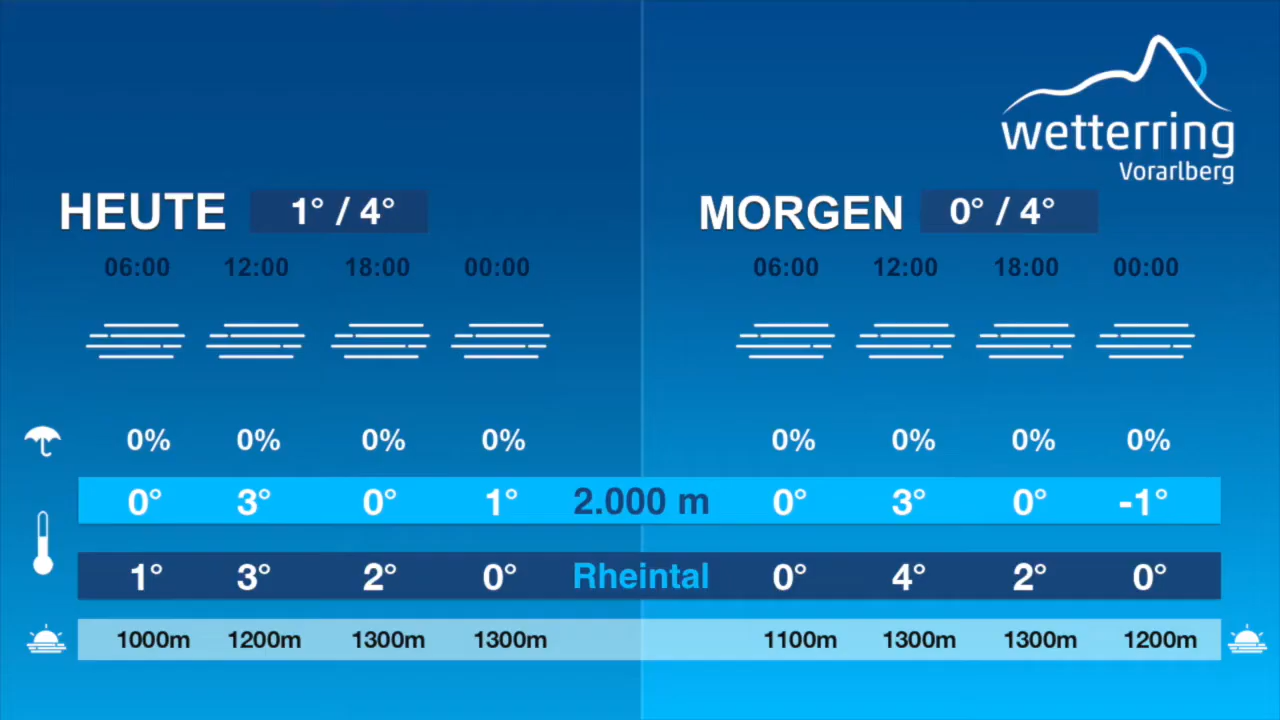 wetterring
Vorarlberg
HEUTE 1° / 4°
06:00 12:00 18:00 00:00
0% 0% 0% 0%
MORGEN 0° / 4°
06:00 12:00 18:00 00:00
0% 0% 0% 0%
0° 3° 0° 1° 2.000 m 0° 3° 0° -1°
1° 3° 2° 0° Rheintal 0° 4° 2° 0°
1000m 1200m 1300m 1300m 1100m 1300m 1300m 1200m